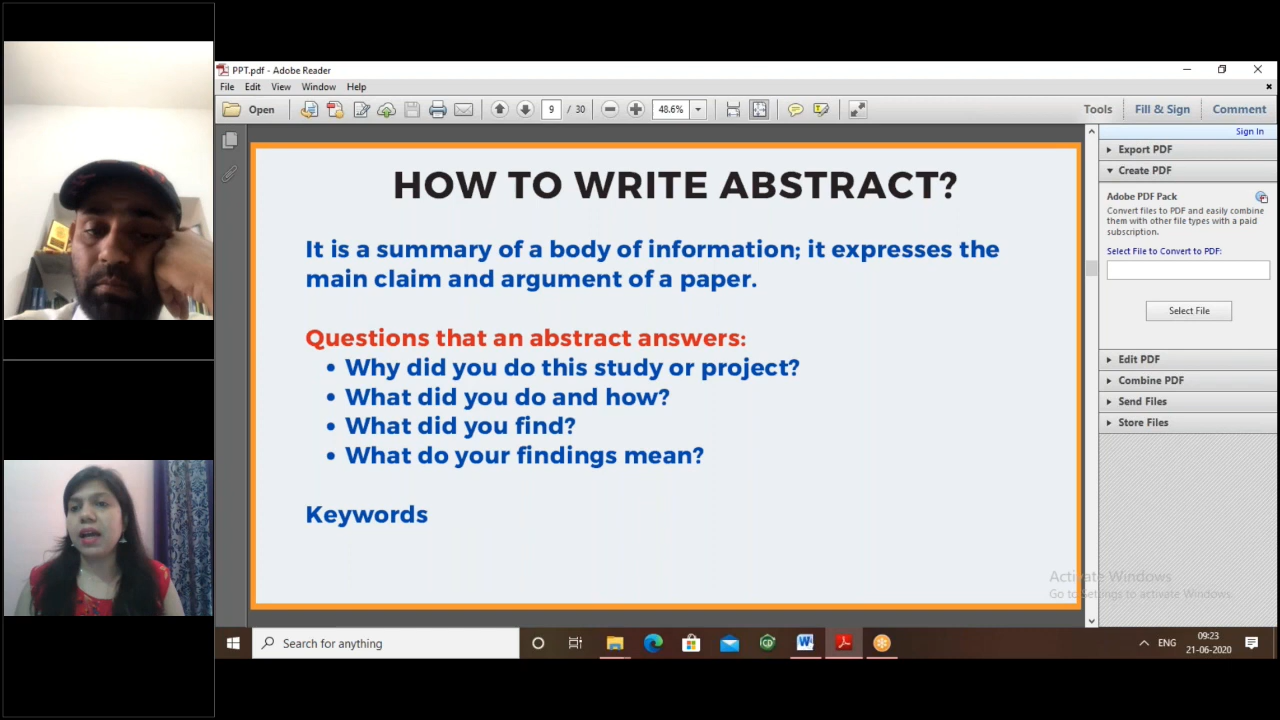 PPT.pdf - Adobe Reader
File Edit View Window Help
Open 9 / 30 48.6% Tools Fill & Sign Comment
Sign In
Export PDF
Create PDF
Adobe PDF Pack
Convert files to PDF and easily combine
them with other file types with a paid
subscription.
Select File to Convert to PDF:
Select File
Edit PDF
Combine PDF
Send Files
Store Files
HOW TO WRITE ABSTRACT?
It is a summary of a body of information; it expresses the
main claim and argument of a paper.
Questions that an abstract answers:
• Why did you do this study or project?
• What did you do and how?
• What did you find?
• What do your findings mean?
Keywords
Activate Windows
Go to Settings to activate Windows.
Search for anything
ENG
09:23
21-06-2020